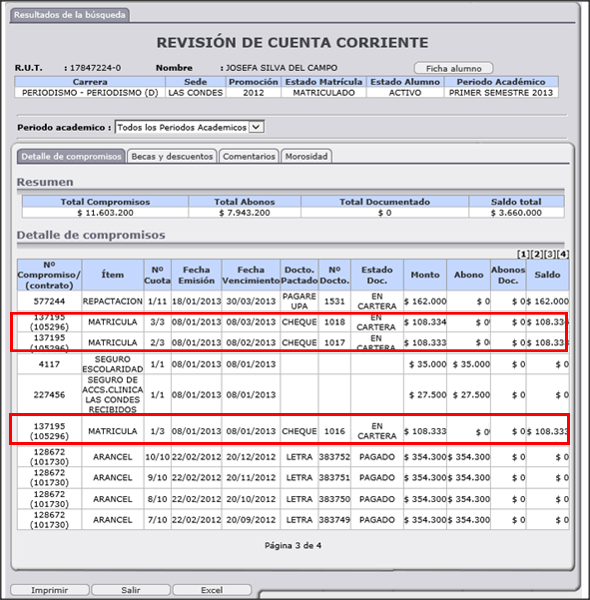 Resultados de la búsqueda
REVISIÓN DE CUENTA CORRIENTE
R.U.T. : 17847224-0 Nombre : JOSEFA SILVA DEL CAMPO Ficha alumno
Carrera Sede Promoción Estado Matrícula Estado Alumno Periodo Académico
PERIODISMO - PERIODISMO (D) LAS CONDES 2012 MATRICULADO ACTIVO PRIMER SEMESTRE 2013
Periodo academico : Todos los Periodos Academicos
Detalle de compromisos Becas y descuentos Comentarios Morosidad
Resumen
Total Compromisos Total Abonos Total Documentado Saldo total
$ 11.603.200 $ 7.943.200 $ 0 $ 3.660.000
Detalle de compromisos
[1][2][3][4]
Nº Compromiso/ (contrato) Ítem Nº Cuota Fecha Emisión Fecha Vencimiento Docto. Pactado Nº Docto. Estado Doc. Monto Abono Abonos Doc. Saldo
577244 REPACTACION 1/11 18/01/2013 30/03/2013 PAGARE UPA 1531 EN CARTERA $ 162.000 $ 0 $ 0 $ 162.000
137195 (105296) MATRICULA 3/3 08/01/2013 08/03/2013 CHEQUE 1018 EN CARTERA $ 108.334 $ 0 $ 0 $ 108.334
137195 (105296) MATRICULA 2/3 08/01/2013 08/02/2013 CHEQUE 1017 EN CARTERA $ 108.333 $ 0 $ 0 $ 108.333
4117 SEGURO ESCOLARIDAD 1/1 08/01/2013 08/01/2013 $ 35.000 $ 35.000 $ 0 $ 0
227456 SEGURO DE ACCS.CLINICA LAS CONDES RECIBIDOS 1/1 08/01/2013 08/01/2013 $ 27.500 $ 27.500 $ 0 $ 0
137195 (105296) MATRICULA 1/3 08/01/2013 08/01/2013 CHEQUE 1016 EN CARTERA $ 108.333 $ 0 $ 0 $ 108.333
128672 (101730) ARANCEL 10/10 22/02/2012 20/12/2012 LETRA 383752 PAGADO $ 354.300 $ 354.300 $ 0 $ 0
128672 (101730) ARANCEL 9/10 22/02/2012 20/11/2012 LETRA 383751 PAGADO $ 354.300 $ 354.300 $ 0 $ 0
128672 (101730) ARANCEL 8/10 22/02/2012 20/10/2012 LETRA 383750 PAGADO $ 354.300 $ 354.300 $ 0 $ 0
128672 (101730) ARANCEL 7/10 22/02/2012 20/09/2012 LETRA 383749 PAGADO $ 354.300 $ 354.300 $ 0 $ 0
Página 3 de 4
Imprimir Salir Excel